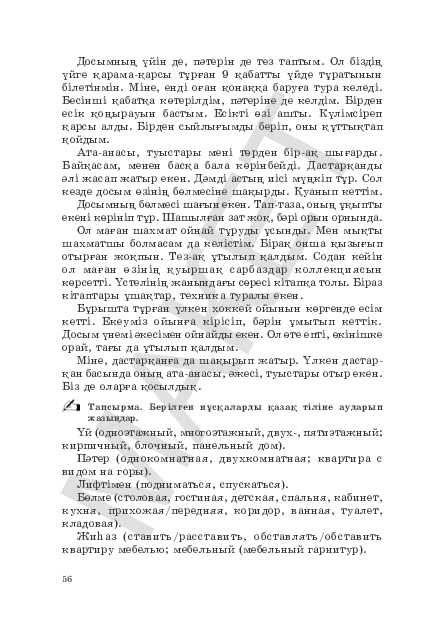 Досымның үйін де, пәтерін де тез таптым. Ол біздің
үйге қарама-қарсы тұрған 9 қабатты үйде тұратынын
білетінмін. Міне, енді оған қонаққа баруға тура келеді.
Бесінші қабатқа көтерілдім, пәтеріне де келдім. Бірден
есік қоңырауын бастым. Есікті өзі ашты. Күлімсіреп
қарсы алды. Бірден сыйлығымды беріп, оны құттықтап
қойдым.
Ата-анасы, туыстары мені төрден бір-ақ шығарды.
Байқасам, менен басқа бала көрінбейді. Дастарқанды
әлі жасап жатыр екен. Дәмді астың иісі мүңкіп тұр. Сол
кезде досым өзінің бөлмесіне шақырды. Қуанып кеттім.
Досымның бөлмесі шағын екен. Тап-таза, оның ұқыпты
екені көрініп тұр. Шашылған зат жоқ, бәрі орын орнында.
Ол маған шахмат ойнай тұруды ұсынды. Мен мықты
шахматшы болмасам да келістім. Бірақ онша қызығып
отырған жоқпын. Тез-ақ ұтылып қалдым. Содан кейін
ол маған өзінің қуыршақ сарбаздар коллекциясын
көрсетті. Үстелінің жанындағы сөресі кітапқа толы. Біраз
кітаптары ұшақтар, техника туралы екен.
Бұрышта тұрған үлкен хоккей ойынын көргенде есім
кетті. Екеуміз ойынға кірісіп, бәрін ұмытып кеттік.
Досым үнемі әкесімен ойнайды екен. Ол өте епті, өкінішке
орай, тағы да ұтылып қалдым.
Міне, дастарқанға да шақырып жатыр. Үлкен дастар-
қан басында оның ата-анасы, әжесі, туыстары отыр екен.
Біз де оларға қосылдық.
Тапсырма. Берілген нұсқаларды қазақ тіліне аударып
жазыңдар.
Үй (одноэтажный, многоэтажный, двух-, пятиэтажный;
кирпичный, блочный, панельный дом).
Пәтер (однокомнатная, двухкомнатная; квартира с
видом на горы).
Лифтімен (подниматься, спускаться).
Бөлме (столовая, гостиная, детская, спальня, кабинет,
кухня, прихожая/передняя, коридор, ванная, туалет,
кладовая).
Жиһаз (ставить/расставить, обставлять/обставить
квартиру мебелью; мебельный (мебельный гарнитур).
56
МАКЕТ